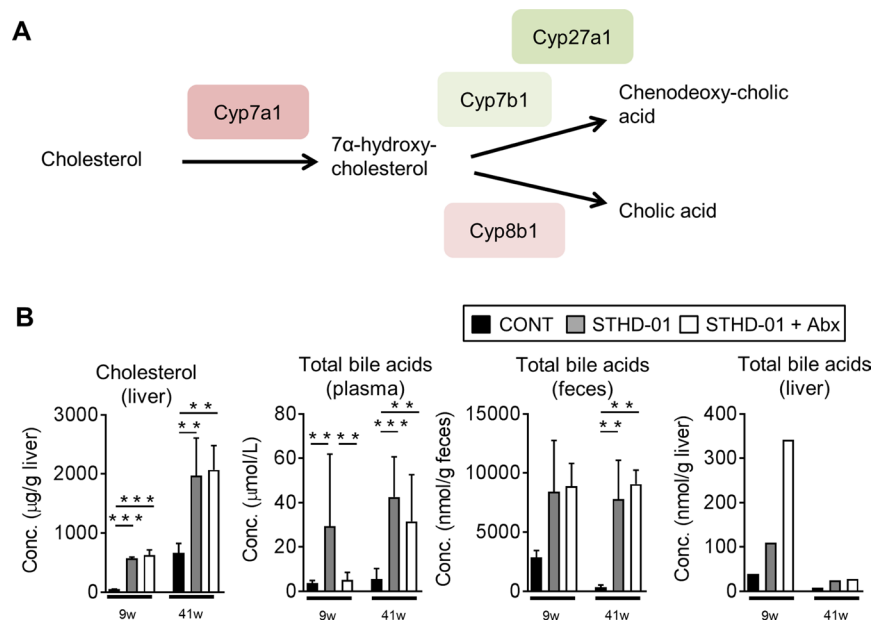 A
Cyp27a1
Cyp7b1
Cyp7a1
Chenodeoxy-cholic
acid
7α-hydroxy-
cholesterol
Cholesterol
Cholic acid
Cyp8b1
B
CONT STHD-01 STHD-01 + Abx
Cholesterol
(liver)
Conc. (µg/g liver)
3000
2000
1000
0
* *
* *
* * *
* * *
9w 41w
Total bile acids
(plasma)
Conc. (µmol/L)
80
60
40
20
0
* *
* * *
* * * *
9w 41w
Total bile acids
(feces)
Conc. (nmol/g feces)
15000
10000
5000
0
* *
* *
9w 41w
Total bile acids
(liver)
Conc. (nmol/g liver)
400
300
200
100
0
9w 41w